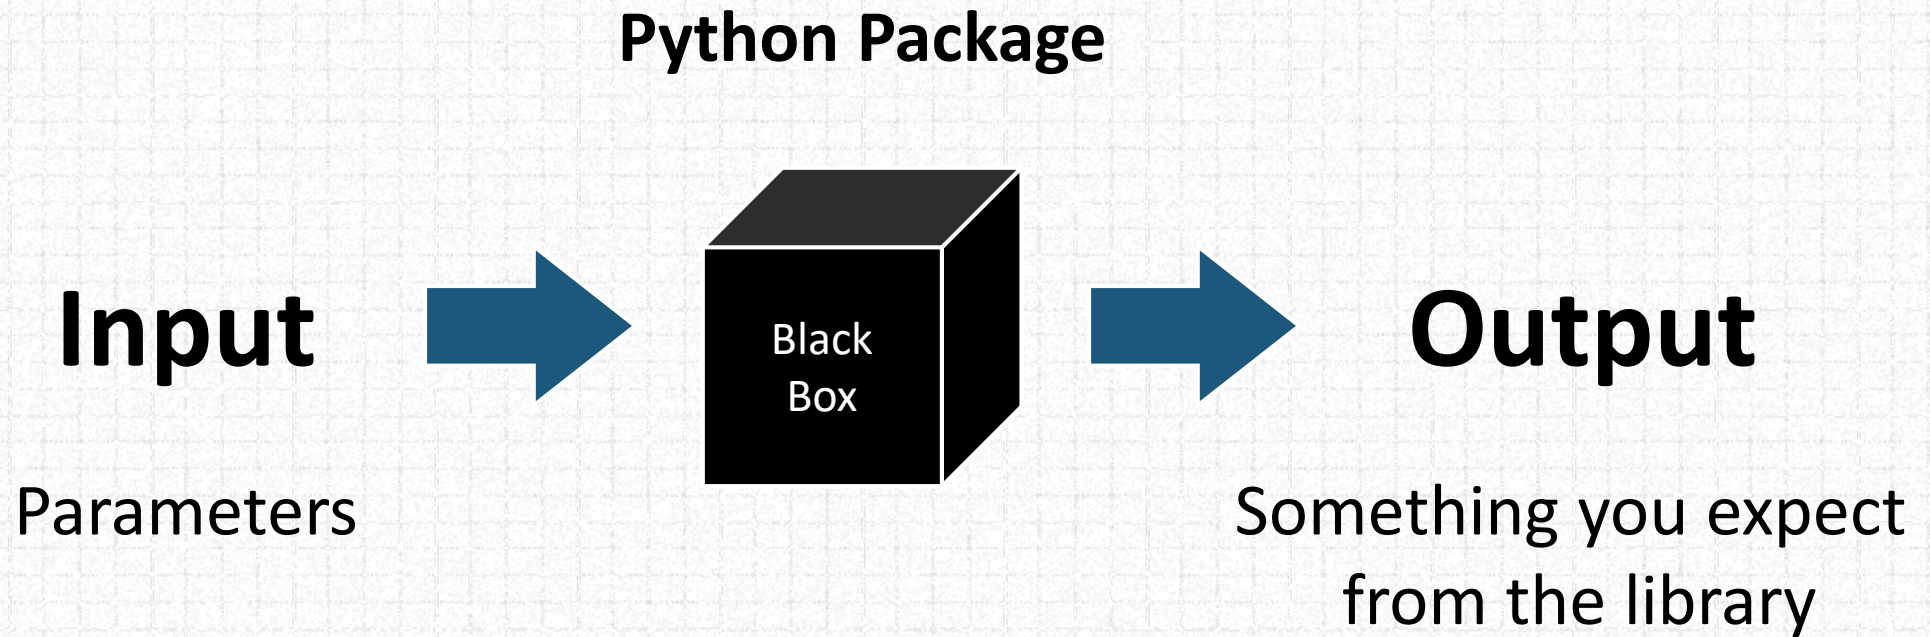 Python Package
Input
Black
Box
Output
Parameters
Something you expect
from the library